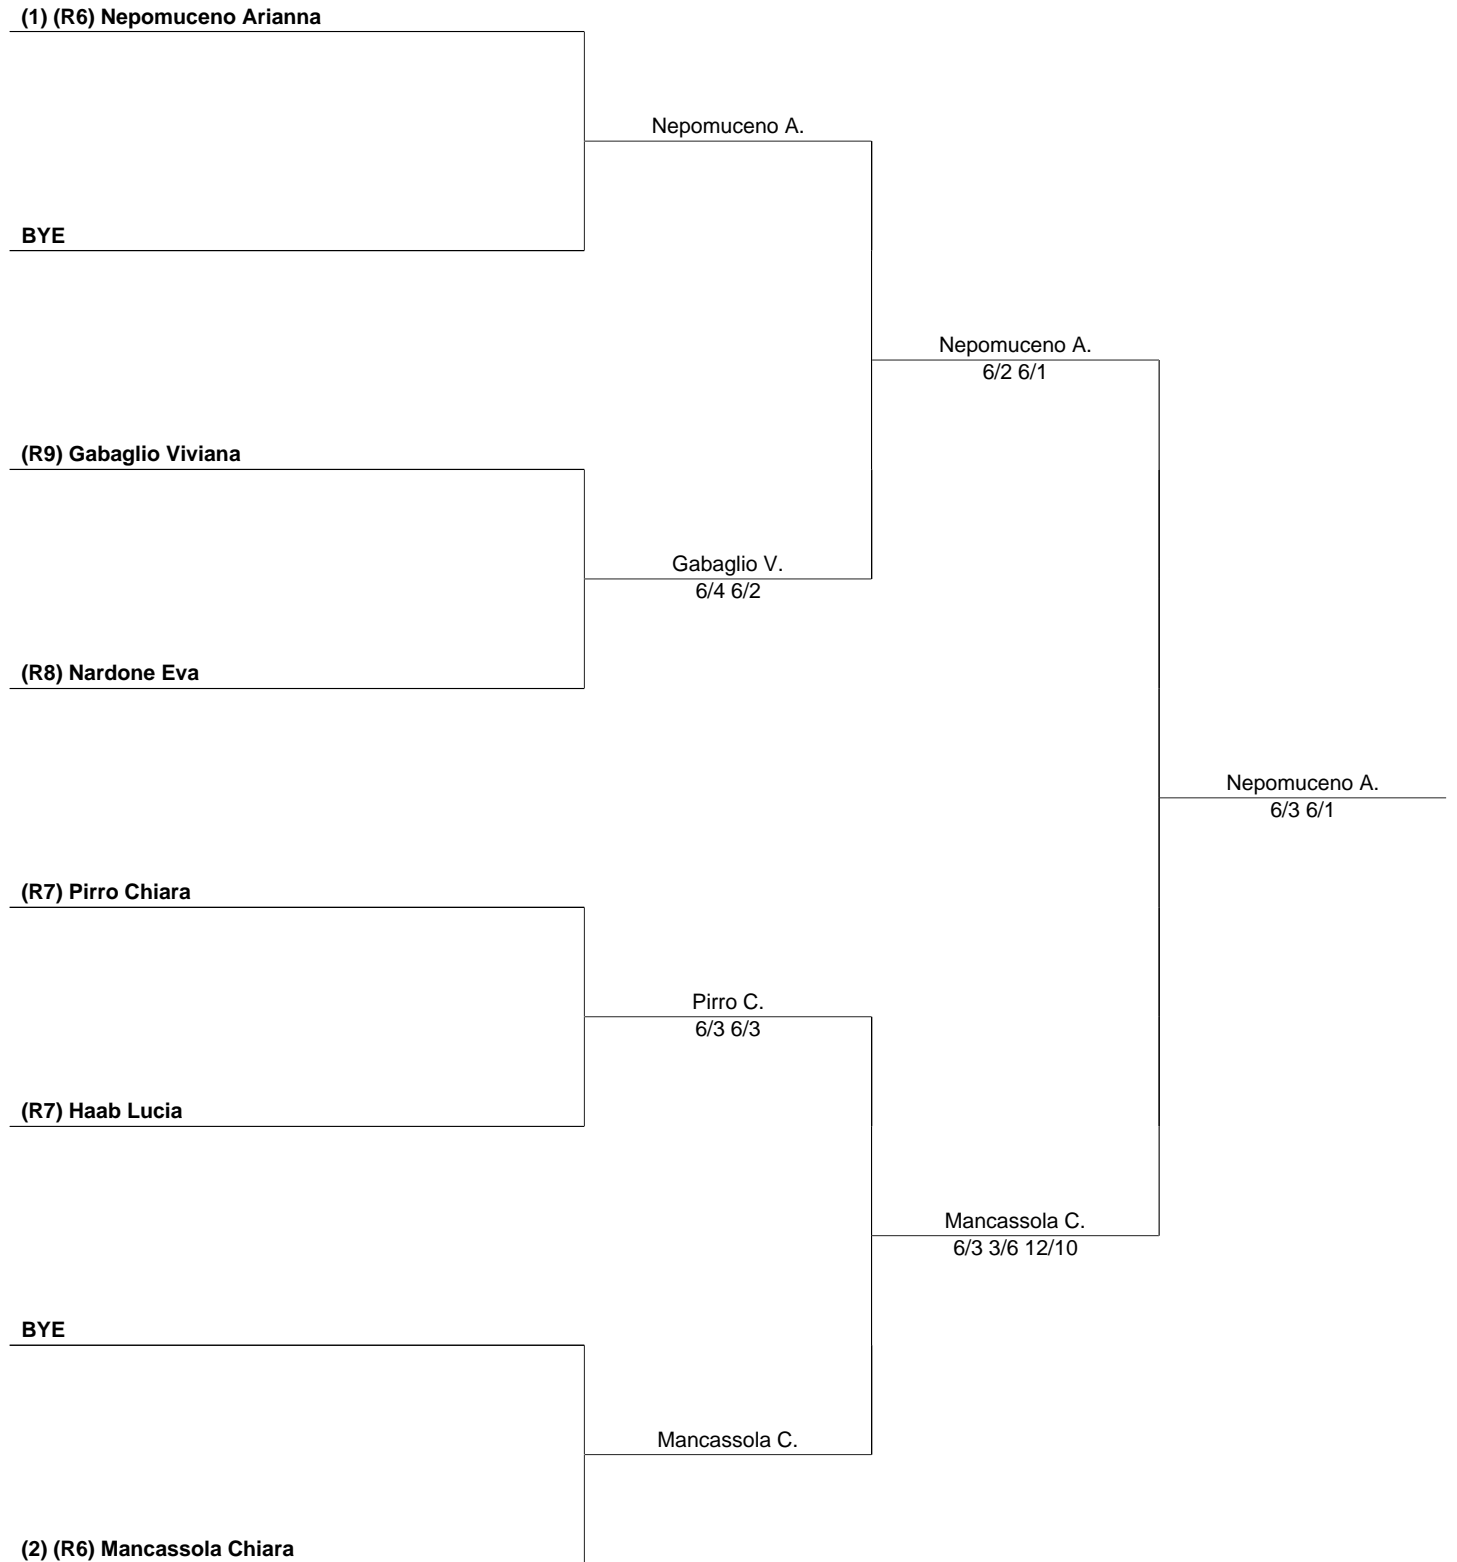 (1) (R6) Nepomuceno Arianna
Nepomuceno A.
BYE
Nepomuceno A.
6/2 6/1
(R9) Gabaglio Viviana
Gabaglio V.
6/4 6/2
(R8) Nardone Eva
Nepomuceno A.
6/3 6/1
(R7) Pirro Chiara
Pirro C.
6/3 6/3
(R7) Haab Lucia
Mancassola C.
6/3 3/6 12/10
BYE
Mancassola C.
(2) (R6) Mancassola Chiara